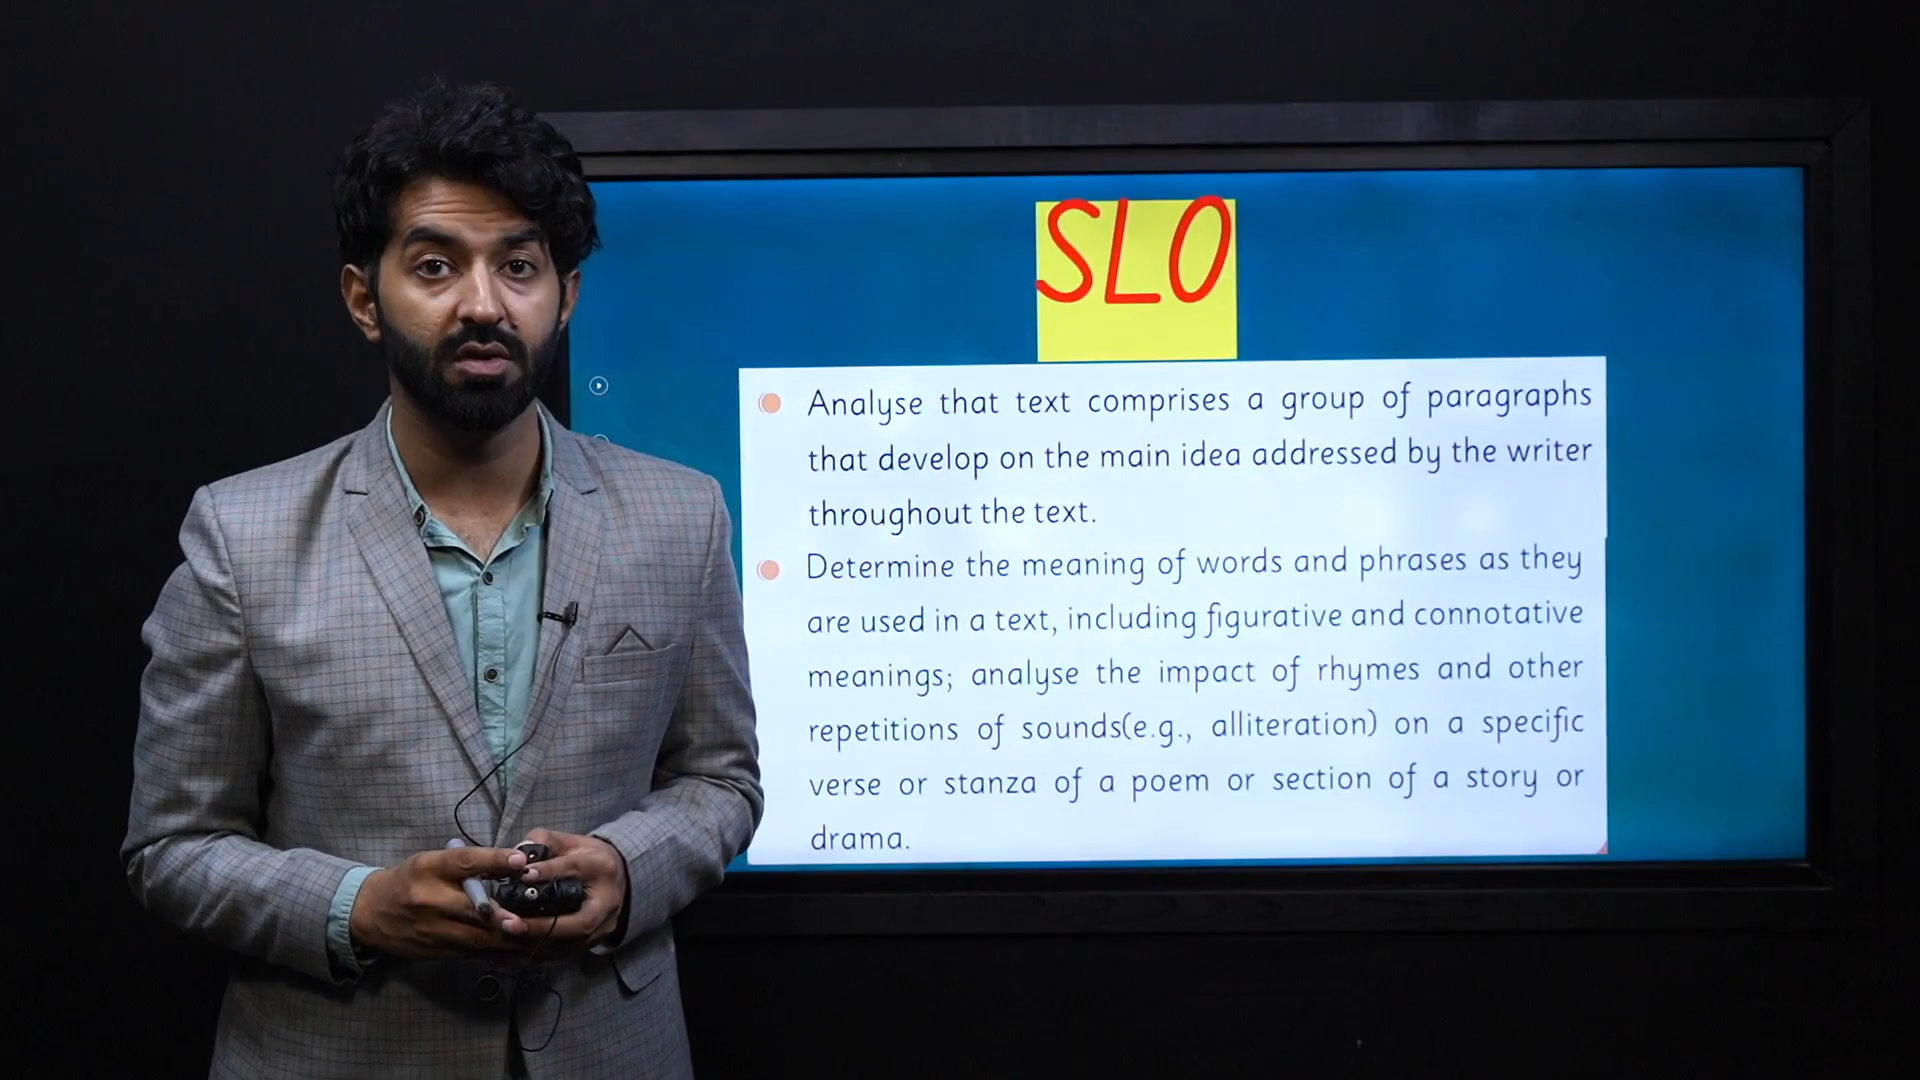 SLO
Analyse that text comprises a group of paragraphs
that develop on the main idea addressed by the writer
throughout the text.
Determine the meaning of words and phrases as they
are used in a text, including figurative and connotative
meanings; analyse the impact of rhymes and other
repetitions of sounds(e.g., alliteration) on a specific
verse or stanza of a poem or section of a story or
drama.